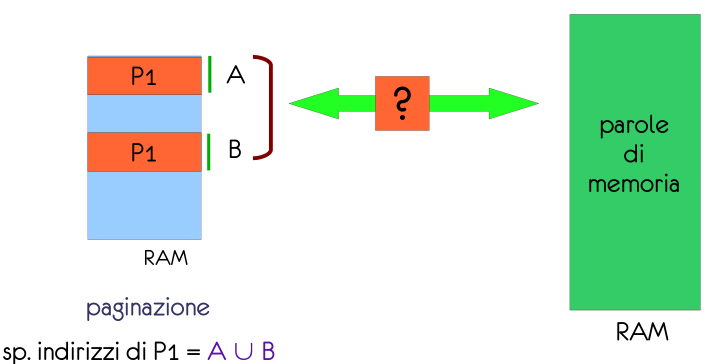 P1
A
?
parole
di
memoria
P1
B
RAM
RAM
paginazione
sp. indirizzi di P1 = A U B